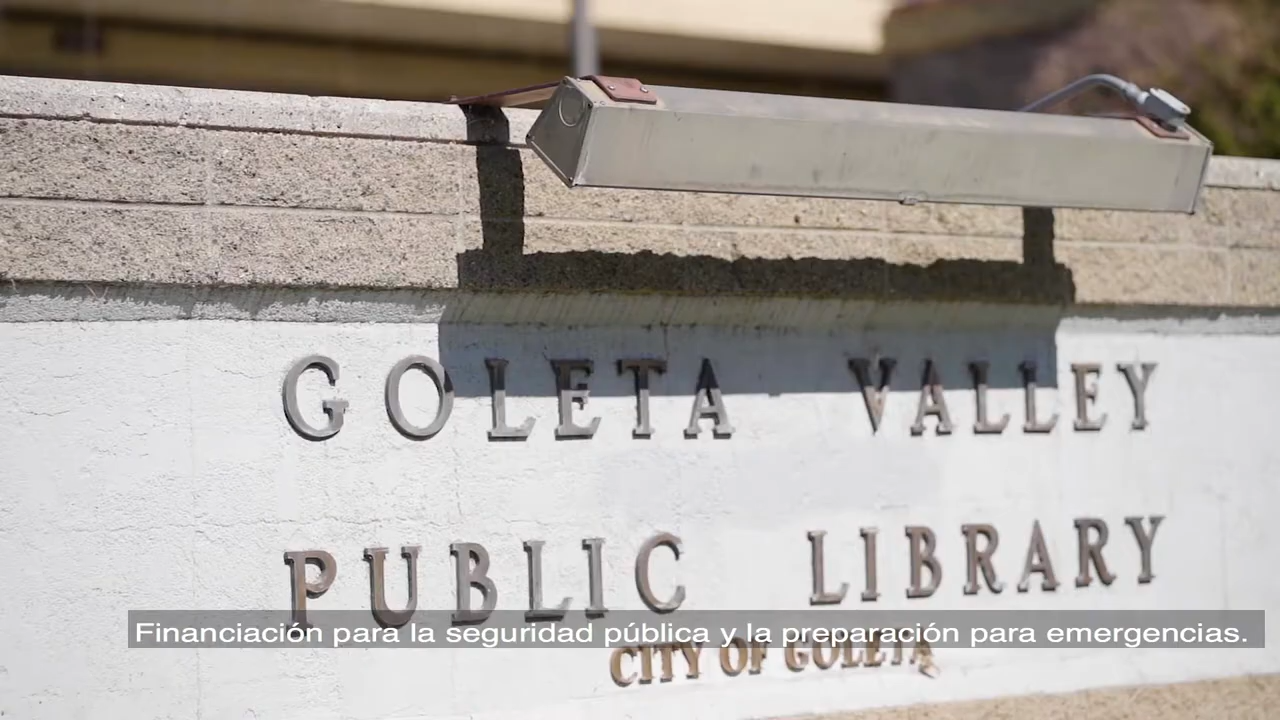 GOLETA VALLEY
PUBLIC LIBRARY
Financiación para la seguridad pública y la preparación para emergencias.
CITY OF GOLETA